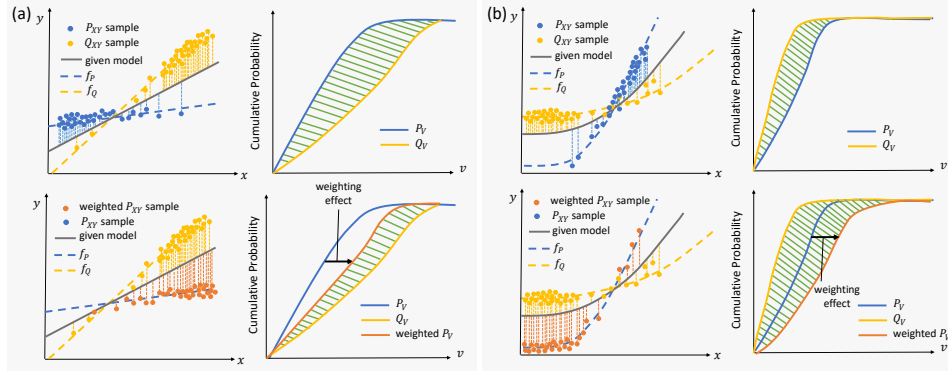 (a)
y
P_XY sample
Q_XY sample
given model
f_P
f_Q
x
Cumulative Probability
P_V
Q_V
v
y
weighted P_XY sample
P_XY sample
given model
f_P
f_Q
x
Cumulative Probability
weighting
effect
P_V
Q_V
weighted P_V
v
(b)
y
P_XY sample
Q_XY sample
given model
f_P
f_Q
x
Cumulative Probability
P_V
Q_V
v
y
weighted P_XY sample
P_XY sample
given model
f_P
f_Q
x
Cumulative Probability
weighting
effect
P_V
Q_V
weighted P_V
v